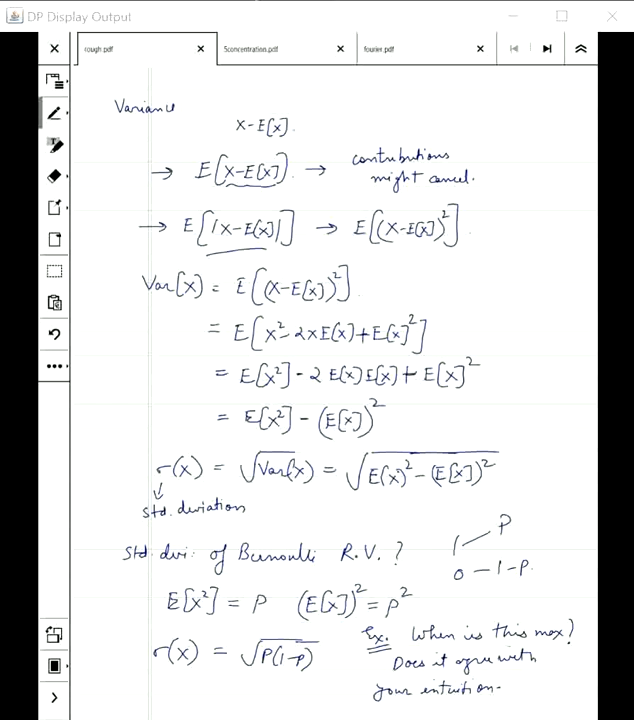 DP Display Output
rough.pdf
5concentration.pdf
fourier.pdf
Variance
X-E[X].
→ E[X-E[X]). → contributions might cancel.
→ E[|X-E[X]|] → E[(X-E[X])²].
Var[X] = E[(X-E[X])²].
= E[X²-2XE[X]+E[X]²]
= E[X²]-2E[X]E[X]+E[X]²
= E[X²]-(E[X])²
σ(X) = √Var(X) = √E(X)²-(E[X])²
↓
std. deviation
Std. devi. of Bernoulli R.V.?
1 — P
0 — 1-P.
E[X²] = P (E[X])² = P²
σ(X) = √P(1-P)
Ex. When is this max?
Does it agree with
your intuition.